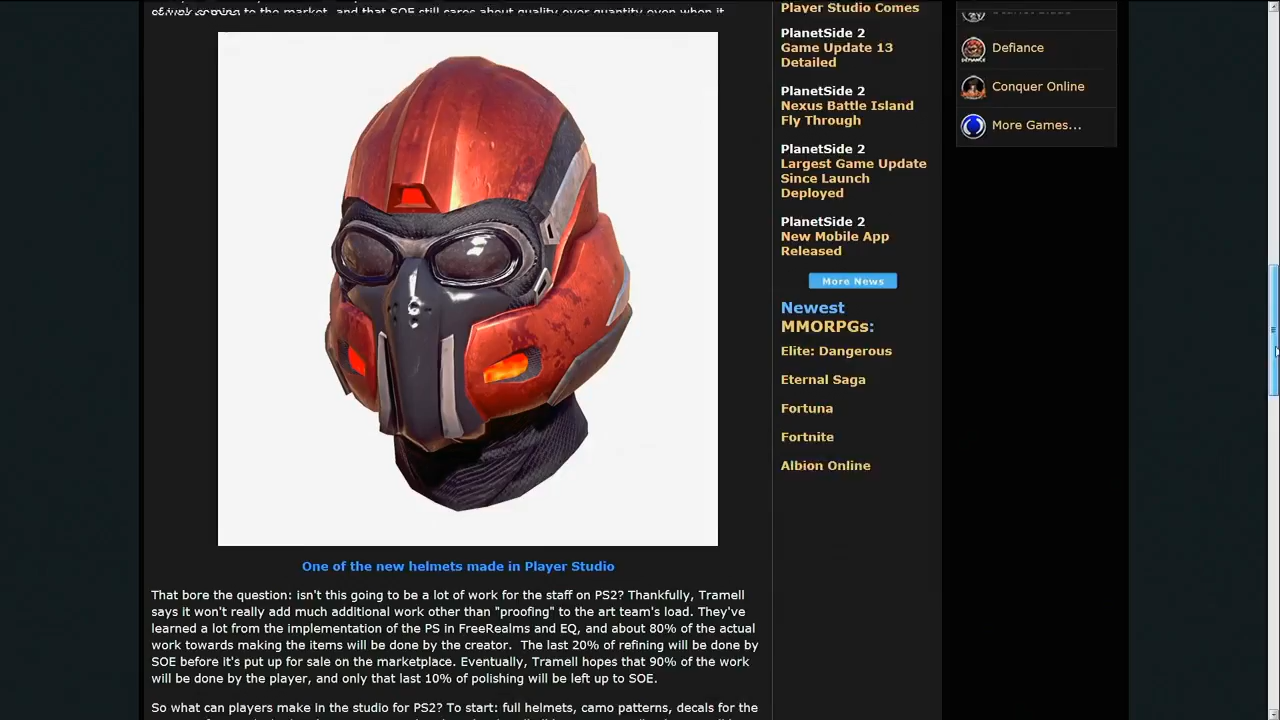 Player Studio Comes
PlanetSide 2
Game Update 13
Detailed
PlanetSide 2
Nexus Battle Island
Fly Through
PlanetSide 2
Largest Game Update
Since Launch
Deployed
PlanetSide 2
New Mobile App
Released
More News
Newest
MMORPGs:
Elite: Dangerous
Eternal Saga
Fortuna
Fortnite
Albion Online
Defiance
Conquer Online
More Games...
One of the new helmets made in Player Studio
That bore the question: isn't this going to be a lot of work for the staff on PS2? Thankfully, Tramell
says it won't really add much additional work other than "proofing" to the art team's load. They've
learned a lot from the implementation of the PS in FreeRealms and EQ, and about 80% of the actual
work towards making the items will be done by the creator.  The last 20% of refining will be done by
SOE before it's put up for sale on the marketplace. Eventually, Tramell hopes that 90% of the work
will be done by the player, and only that last 10% of polishing will be left up to SOE.
So what can players make in the studio for PS2? To start: full helmets, camo patterns, decals for the